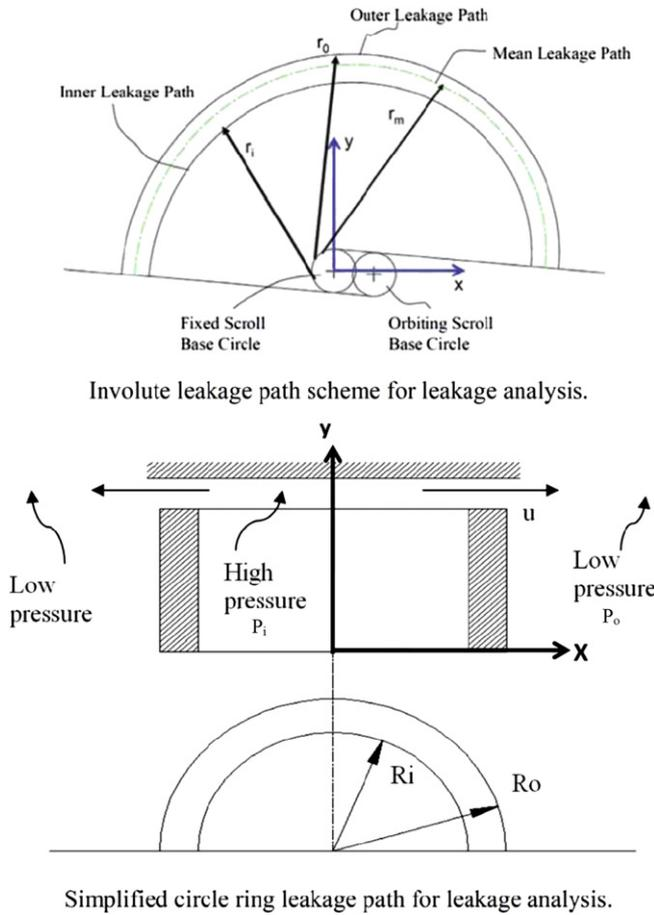 Outer Leakage Path
r0
Mean Leakage Path
Inner Leakage Path
rm
ri
y
x
Fixed Scroll
Base Circle
Orbiting Scroll
Base Circle
Involute leakage path scheme for leakage analysis.
y
u
Low
pressure
High
pressure
Pi
Low
pressure
Po
X
Ri
Ro
Simplified circle ring leakage path for leakage analysis.